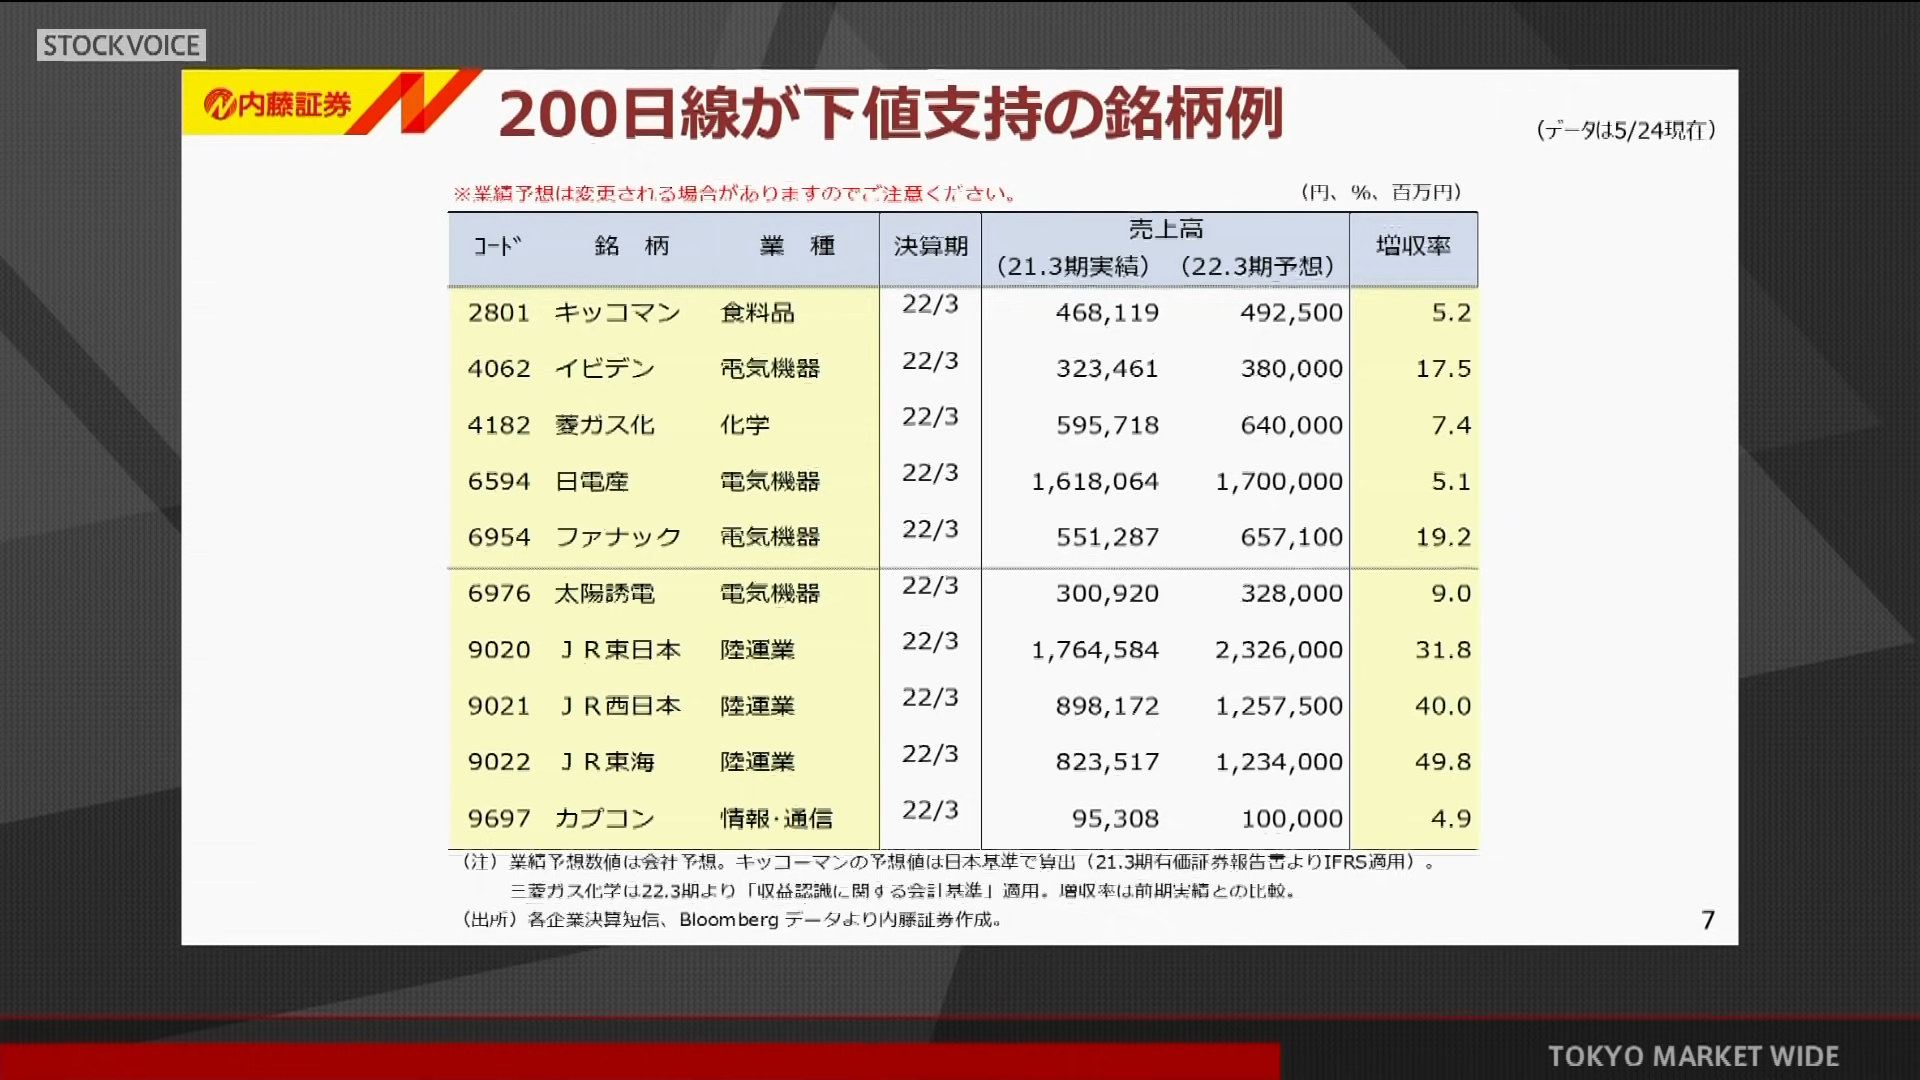 STOCKVOICE
内藤証券
200日線が下値支持の銘柄例
(データは5/24現在)
※業績予想は変更される場合がありますのでご注意ください。 (円、%、百万円)
ｺｰﾄﾞ 銘 柄 業 種 決算期 売上高 増収率
(21.3期実績) (22.3期予想)
2801 キッコマン 食料品 22/3 468,119 492,500 5.2
4062 イビデン 電気機器 22/3 323,461 380,000 17.5
4182 菱ガス化 化学 22/3 595,718 640,000 7.4
6594 日電産 電気機器 22/3 1,618,064 1,700,000 5.1
6954 ファナック 電気機器 22/3 551,287 657,100 19.2
6976 太陽誘電 電気機器 22/3 300,920 328,000 9.0
9020 ＪＲ東日本 陸運業 22/3 1,764,584 2,326,000 31.8
9021 ＪＲ西日本 陸運業 22/3 898,172 1,257,500 40.0
9022 ＪＲ東海 陸運業 22/3 823,517 1,234,000 49.8
9697 カプコン 情報･通信 22/3 95,308 100,000 4.9
(注) 業績予想数値は会社予想。キッコーマンの予想値は日本基準で算出（21.3期有価証券報告書よりIFRS適用）。
三菱ガス化学は22.3期より「収益認識に関する会計基準」適用。増収率は前期実績との比較。
(出所) 各企業決算短信、Bloomberg データより内藤証券作成。
7
TOKYO MARKET WIDE